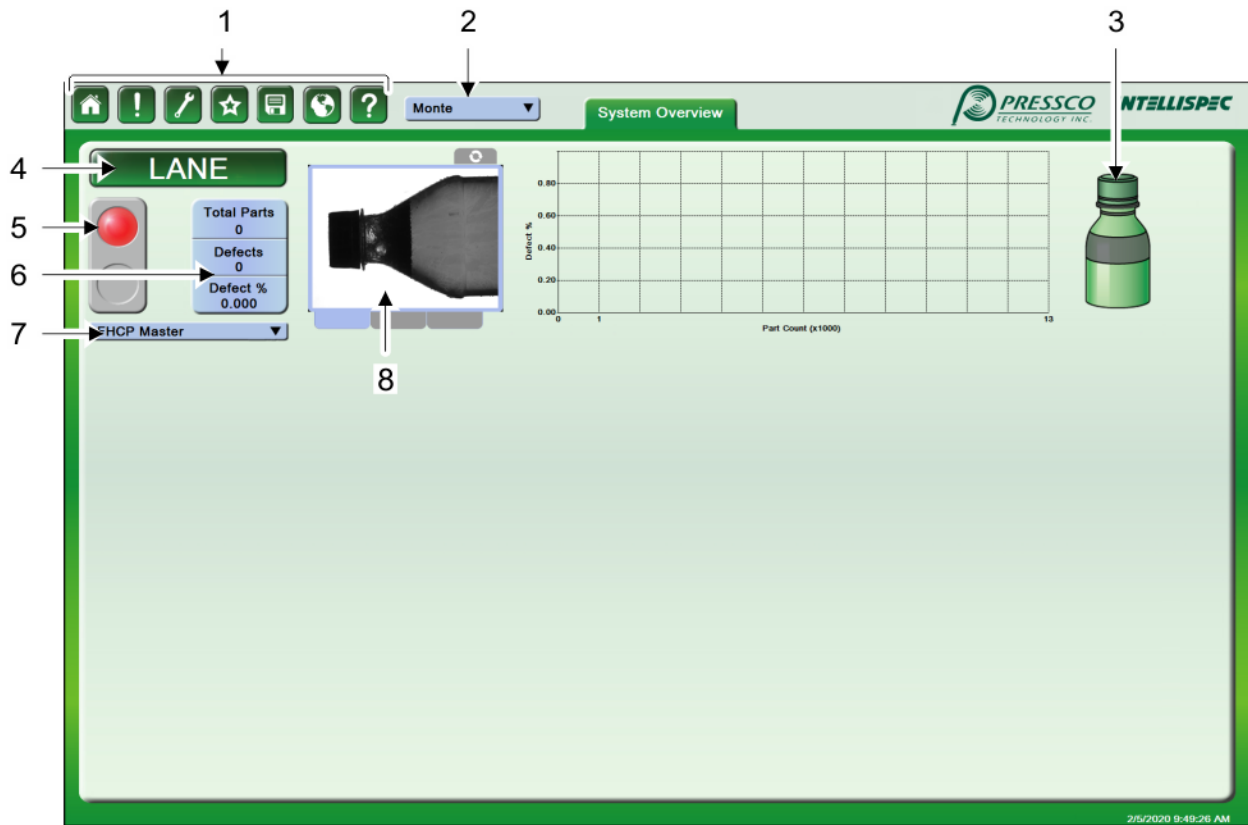 1
2
3
Monte
System Overview
PRESSCO
TECHNOLOGY INC.
NTELLISPEC
4
LANE
5
Total Parts
0
6
Defects
0
Defect %
0.000
7
EHCP Master
8
Defect %
0.80
0.60
0.40
0.20
0.00
0
1
13
Part Count (x1000)
2/5/2020 9:49:26 AM